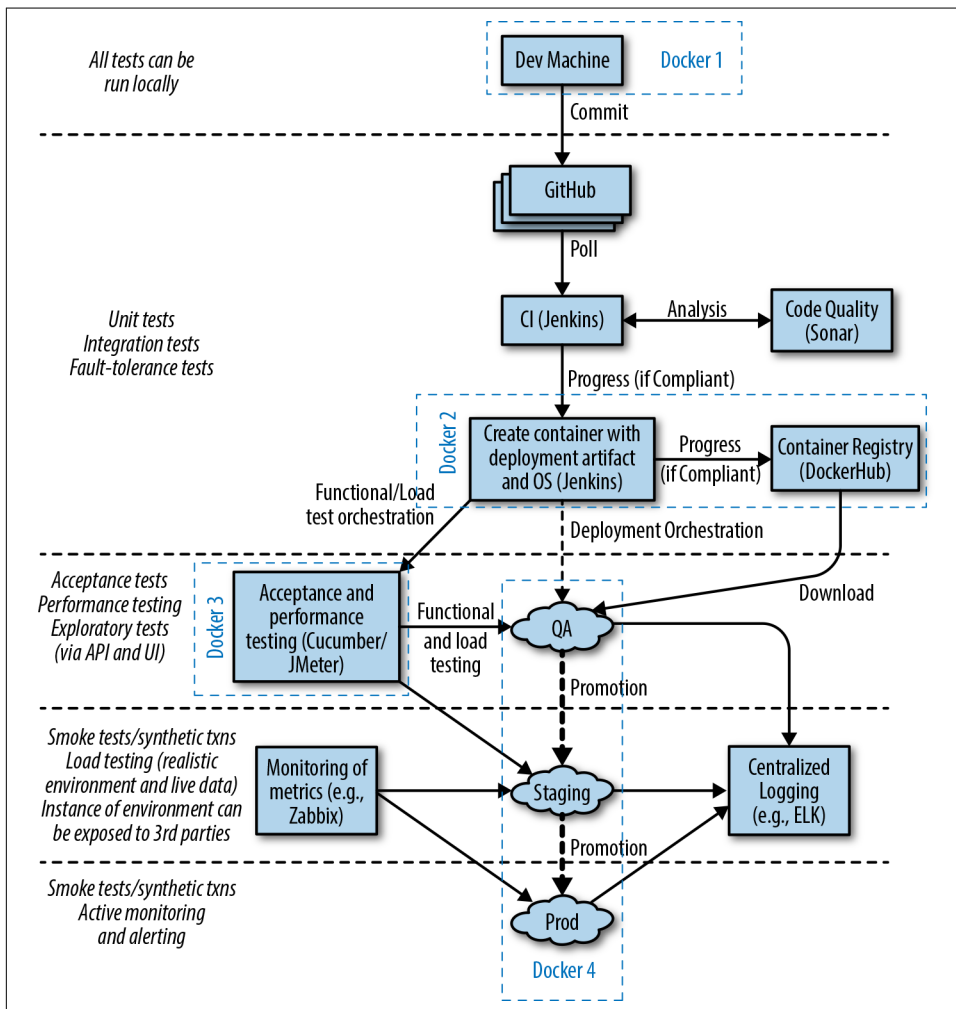 All tests can be
run locally
Dev Machine
Docker 1
Commit
GitHub
Poll
Unit tests
Integration tests
Fault-tolerance tests
CI (Jenkins)
Analysis
Code Quality
(Sonar)
Progress (if Compliant)
Docker 2
Create container with
deployment artifact
and OS (Jenkins)
Progress
(if Compliant)
Container Registry
(DockerHub)
Functional/Load
test orchestration
Deployment Orchestration
Acceptance tests
Performance testing
Exploratory tests
(via API and UI)
Docker 3
Acceptance and
performance
testing (Cucumber/
JMeter)
Functional
and load
testing
QA
Download
Promotion
Smoke tests/synthetic txns
Load testing (realistic
environment and live data)
Instance of environment can
be exposed to 3rd parties
Monitoring of
metrics (e.g.,
Zabbix)
Staging
Centralized
Logging
(e.g., ELK)
Promotion
Smoke tests/synthetic txns
Active monitoring
and alerting
Prod
Docker 4